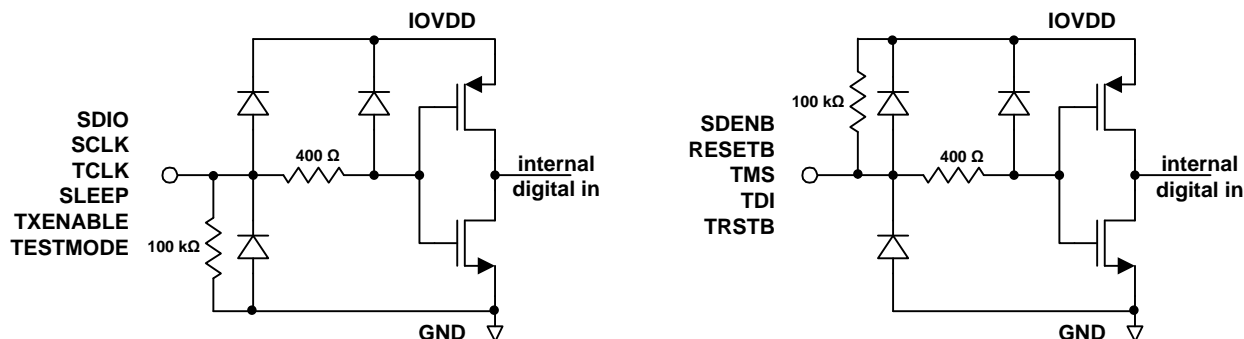 IOVDD
SDIO
SCLK
TCLK
SLEEP
TXENABLE
TESTMODE
100 kΩ
400 Ω
internal
digital in
GND
IOVDD
100 kΩ
SDENB
RESETB
TMS
TDI
TRSTB
400 Ω
internal
digital in
GND